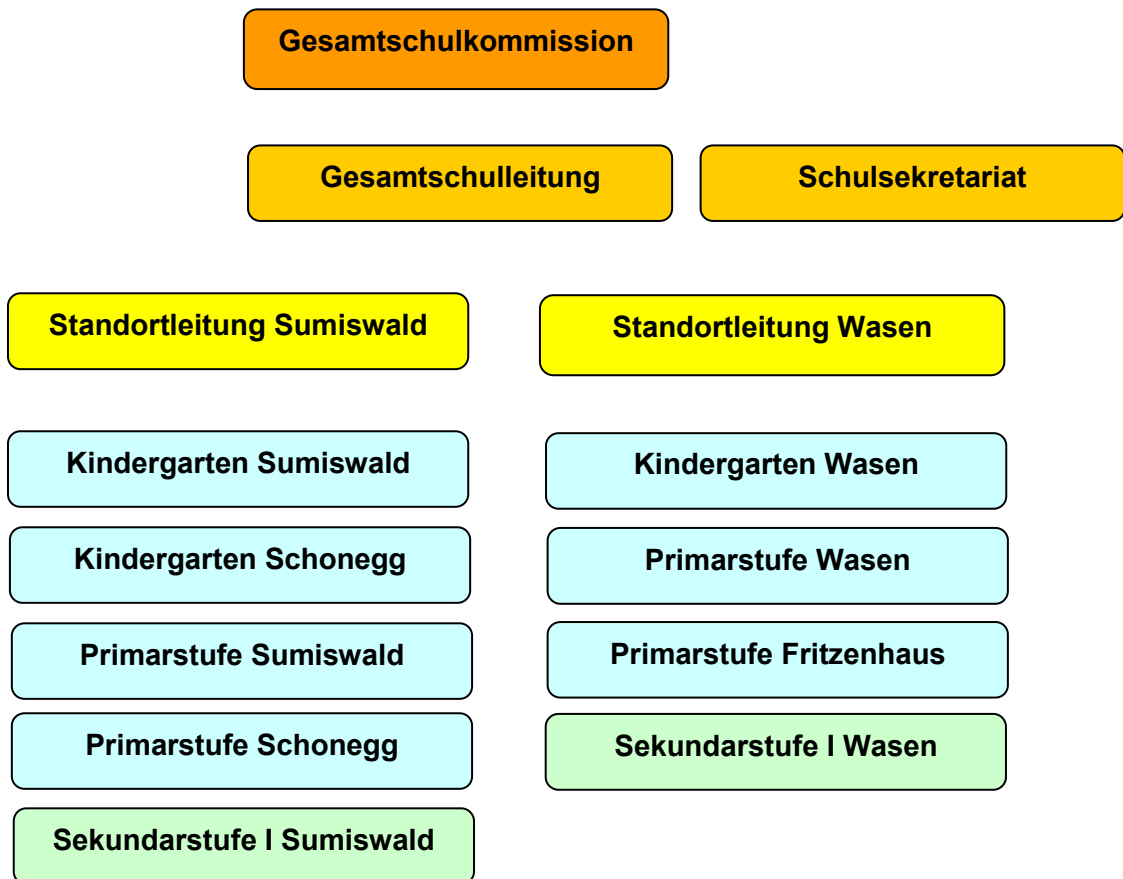 Gesamtschulkommission
Gesamtschulleitung
Schulsekretariat
Standortleitung Sumiswald
Standortleitung Wasen
Kindergarten Sumiswald
Kindergarten Schonegg
Primarstufe Sumiswald
Primarstufe Schonegg
Sekundarstufe I Sumiswald
Kindergarten Wasen
Primarstufe Wasen
Primarstufe Fritzenhaus
Sekundarstufe I Wasen